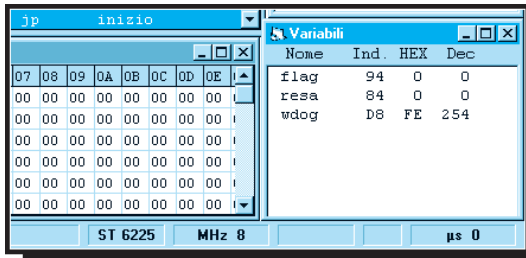 jp inizio
Variabili
Nome Ind. HEX Dec
flag 94 0 0
resa 84 0 0
wdog D8 FE 254
07 08 09 0A 0B 0C 0D 0E
00 00 00 00 00 00 00 00
00 00 00 00 00 00 00 00
00 00 00 00 00 00 00 00
00 00 00 00 00 00 00 00
00 00 00 00 00 00 00 00
00 00 00 00 00 00 00 00
ST 6225 MHz 8 µs 0